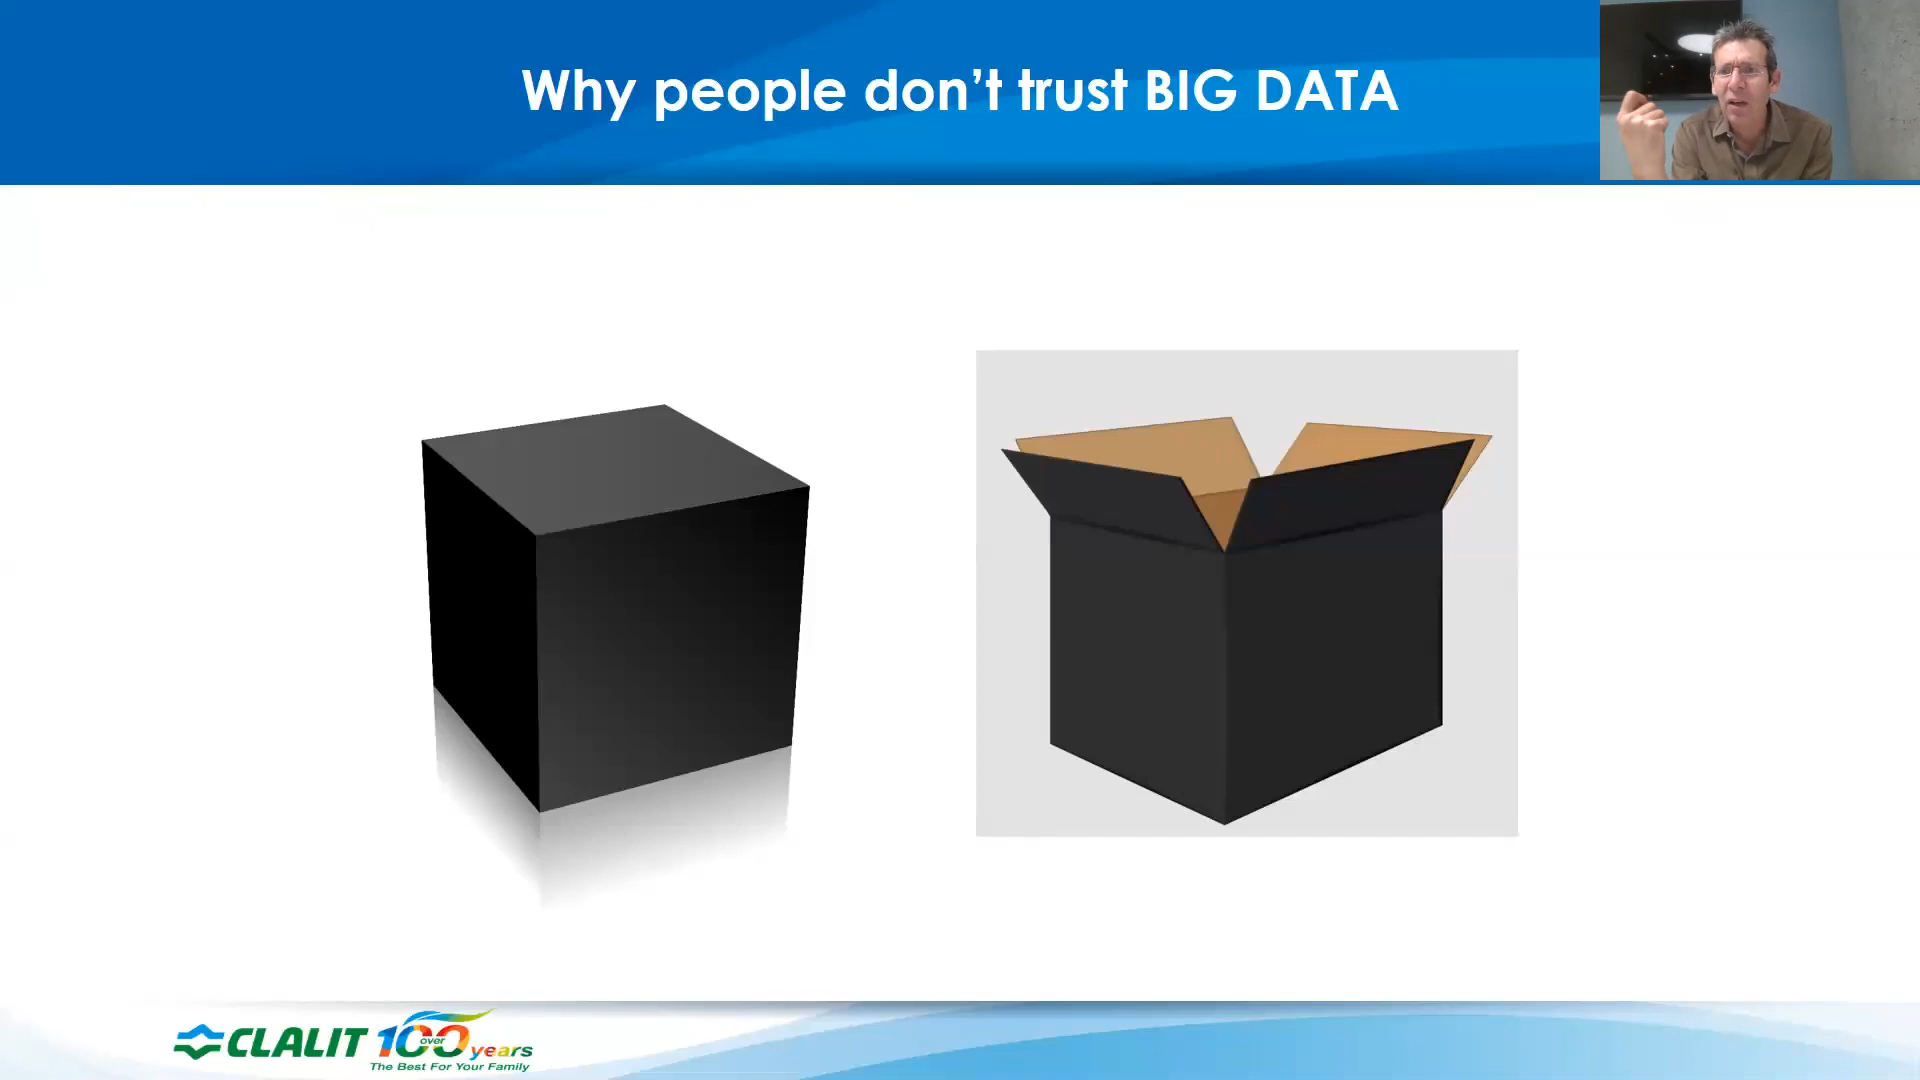 Why people don’t trust BIG DATA
CLALIT 100 over years
The Best For Your Family